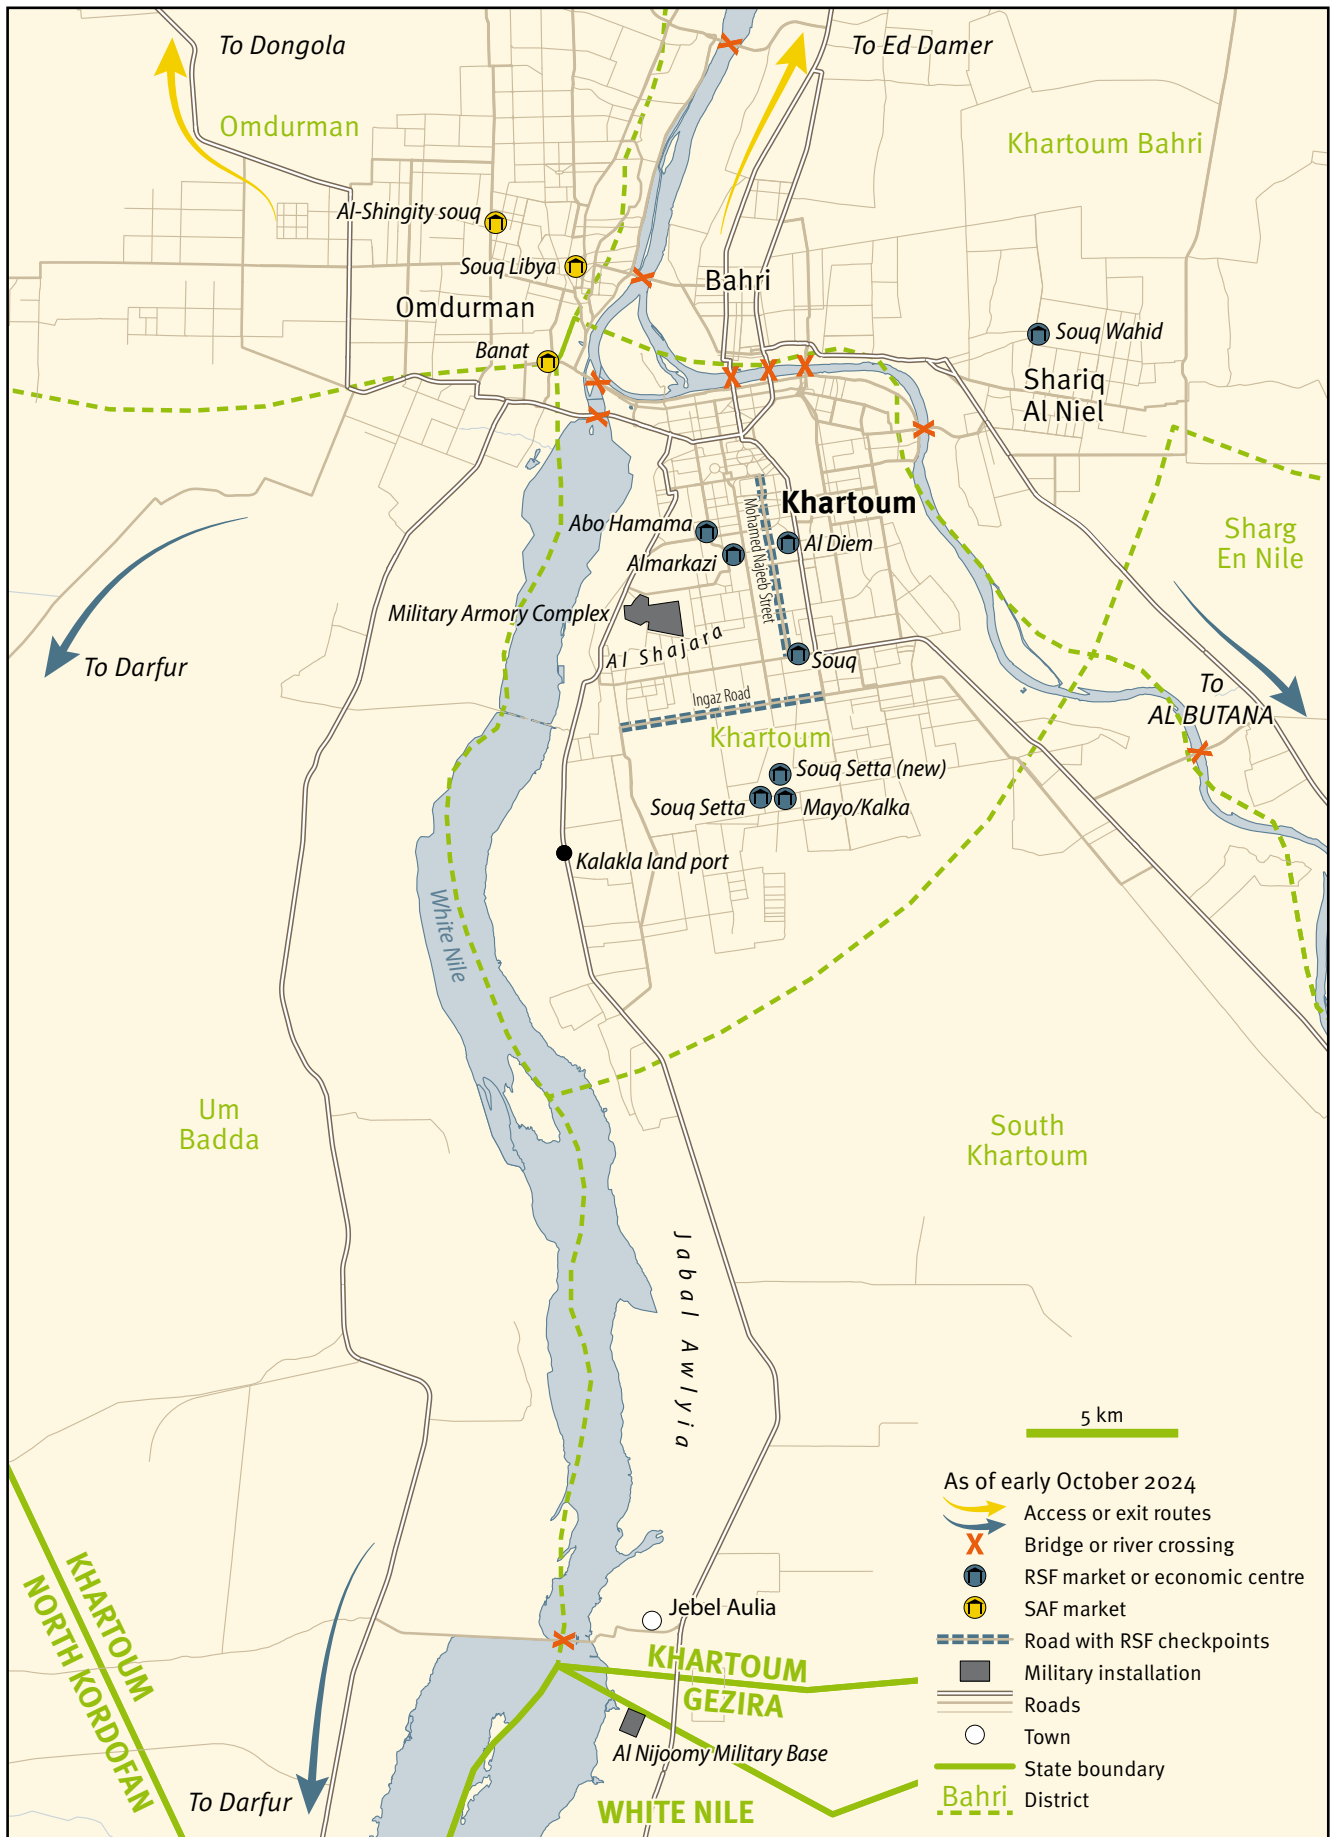 To Dongola
To Ed Damer
Omdurman
Khartoum Bahri
Al-Shingity souq
Souq Libya
Bahri
Omdurman
Souq Wahid
Banat
Shariq
Al Niel
Khartoum
Mohamed Najeeb Street
Abo Hamama
Al Diem
Almarkazi
Sharg
En Nile
Military Armory Complex
Al Shajara
To Darfur
Souq
To
AL BUTANA
Ingaz Road
Khartoum
Souq Setta (new)
Souq Setta
Mayo/Kalka
Kalakla land port
White Nile
Um
Badda
South
Khartoum
Jabal Awlyia
5 km
As of early October 2024
Access or exit routes
Bridge or river crossing
RSF market or economic centre
SAF market
Road with RSF checkpoints
Military installation
Roads
Town
State boundary
Bahri District
KHARTOUM
NORTH KORDOFAN
Jebel Aulia
KHARTOUM
GEZIRA
Al Nijoomy Military Base
To Darfur
WHITE NILE